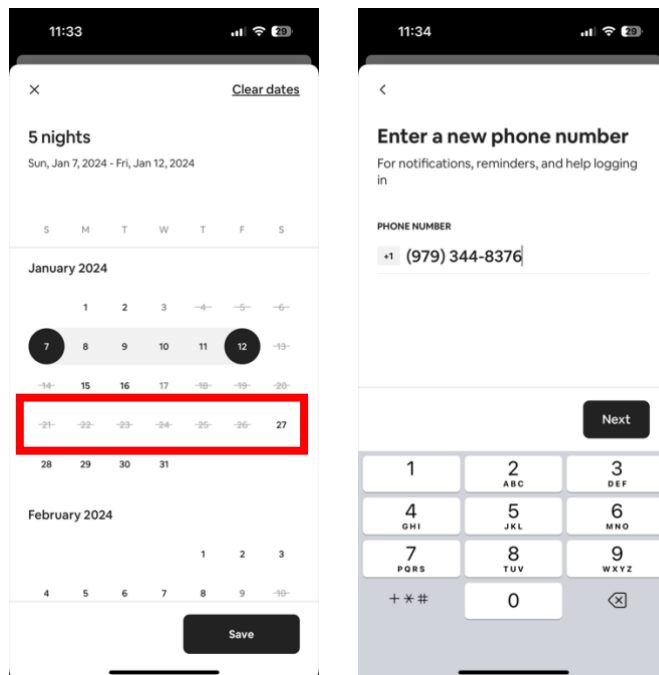 11:33
29
Clear dates
5 nights
Sun, Jan 7, 2024 - Fri, Jan 12, 2024
S M T W T F S
January 2024
1 2 3 4 5 6
7 8 9 10 11 12 13
14 15 16 17 18 19 20
21 22 23 24 25 26 27
28 29 30 31
February 2024
1 2 3
4 5 6 7 8 9 10
Save
11:34
29
Enter a new phone number
For notifications, reminders, and help logging
in
PHONE NUMBER
+1 (979) 344-8376
Next
1 2 3
ABC DEF
4 5 6
GHI JKL MNO
7 8 9
PQRS TUV WXYZ
+*# 0